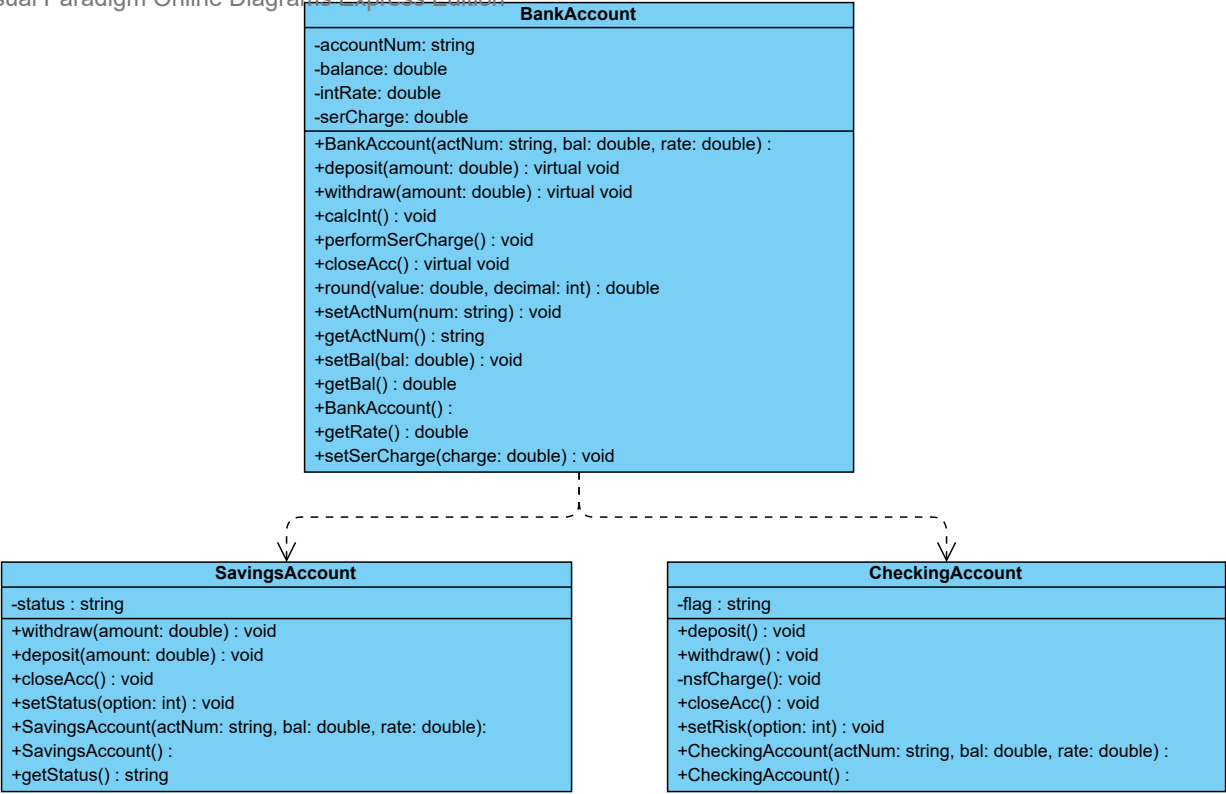 Paradigm Online Diagrams Express Edition
BankAccount
-accountNum: string
-balance: double
-intRate: double
-serCharge: double
+BankAccount(actNum: string, bal: double, rate: double) :
+deposit(amount: double) : virtual void
+withdraw(amount: double) : virtual void
+calcInt() : void
+performSerCharge() : void
+closeAcc() : virtual void
+round(value: double, decimal: int) : double
+setActNum(num: string) : void
+getActNum() : string
+setBal(bal: double) : void
+getBal() : double
+BankAccount() :
+getRate() : double
+setSerCharge(charge: double) : void
SavingsAccount
-status : string
+withdraw(amount: double) : void
+deposit(amount: double) : void
+closeAcc() : void
+setStatus(option: int) : void
+SavingsAccount(actNum: string, bal: double, rate: double):
+SavingsAccount() :
+getStatus() : string
CheckingAccount
-flag : string
+deposit() : void
+withdraw() : void
-nsfCharge(): void
+closeAcc() : void
+setRisk(option: int) : void
+CheckingAccount(actNum: string, bal: double, rate: double) :
+CheckingAccount() :